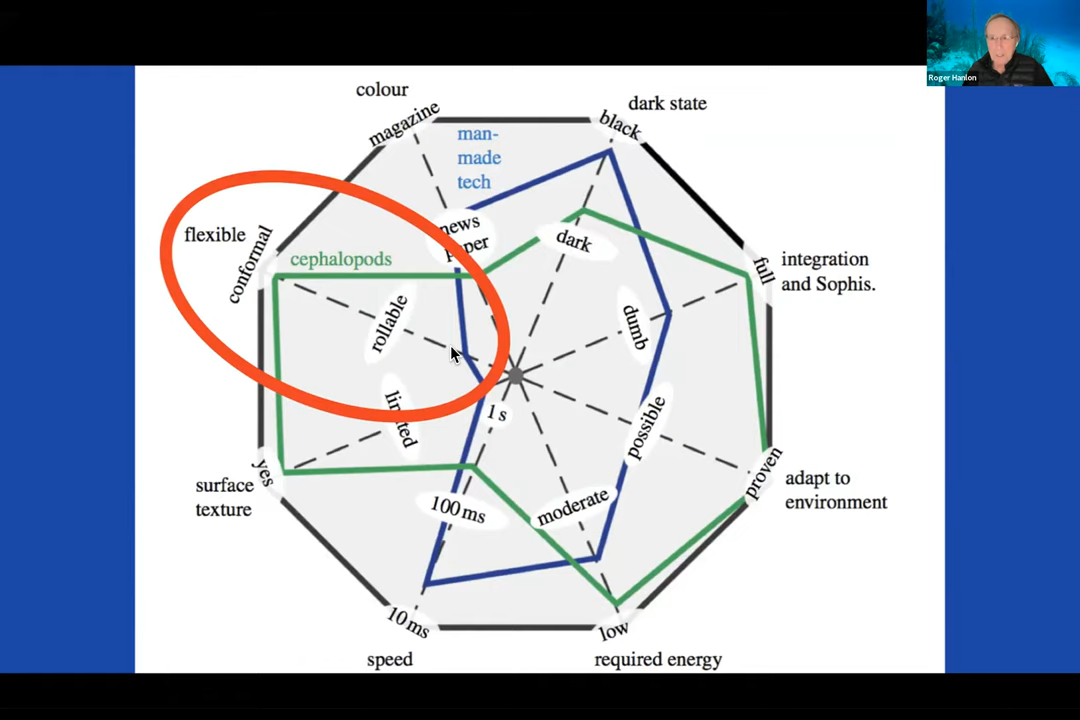 Roger Hanlon
colour
dark state
magazine
black
man-
made
tech
flexible
conformal
news
paper
dark
cephalopods
full
integration
and Sophis.
rollable
dumb
limited
1 s
possible
yes
surface
texture
proven
adapt to
environment
100 ms
moderate
10 ms
low
speed
required energy